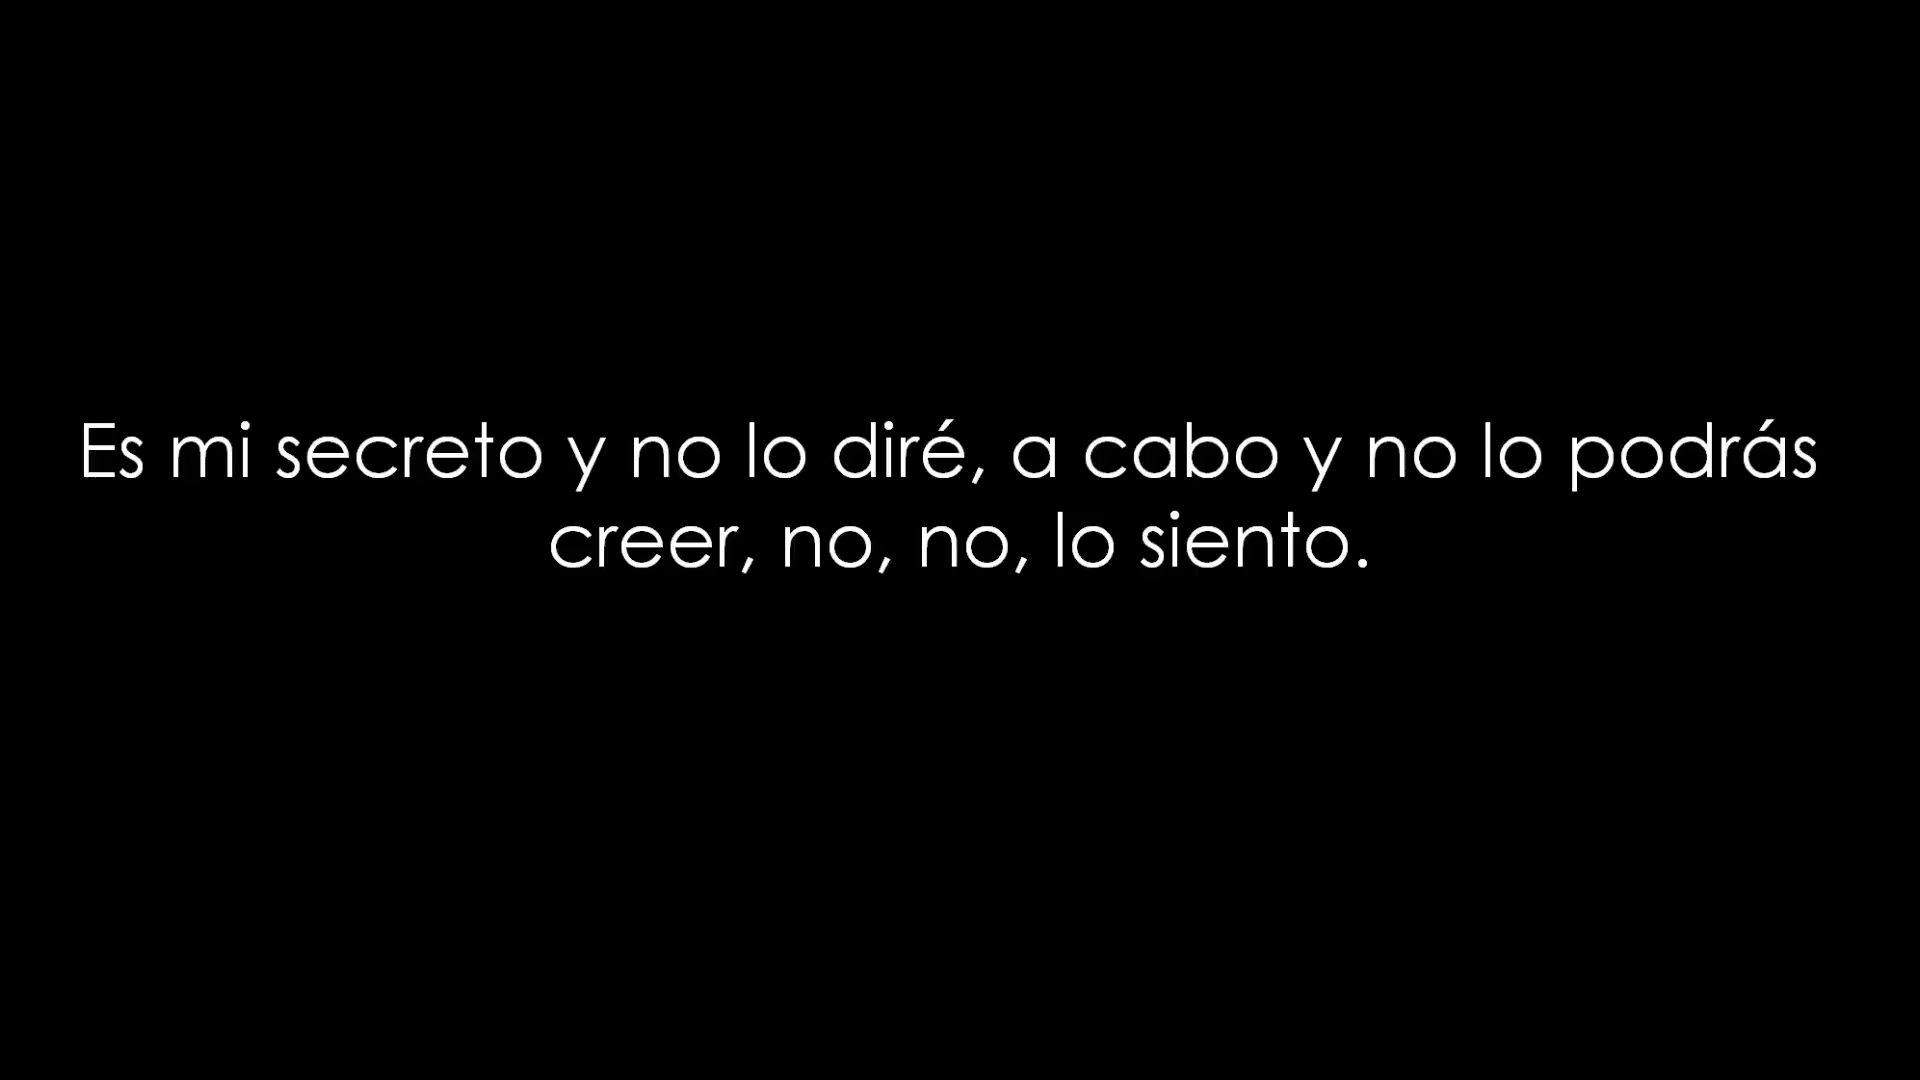 Es mi secreto y no lo diré, a cabo y no lo podrás
creer, no, no, lo siento.